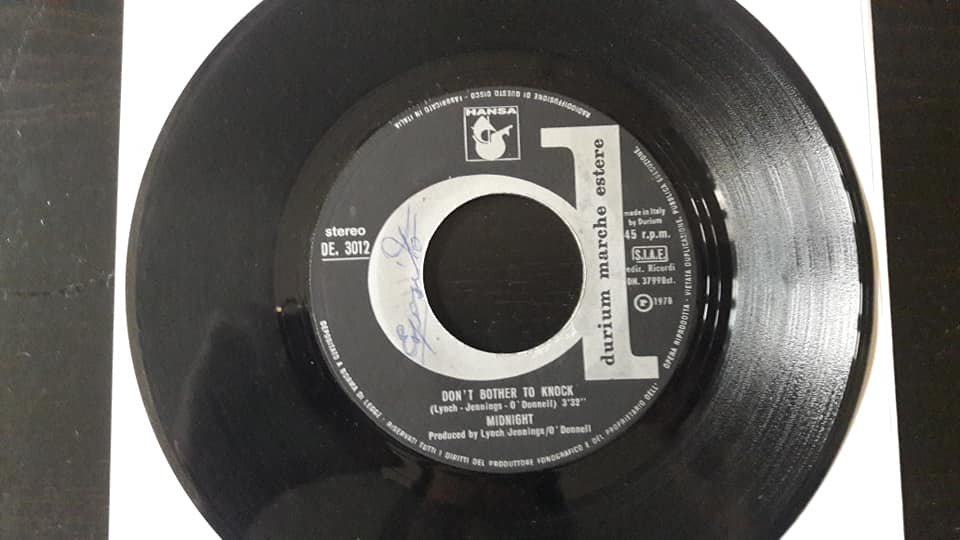 HANSA
durium marche estere
stereo
DE. 3012
made in Italy
by Durium
45 r.p.m.
S.I.A.E.
edir. Ricordi
DN. 37998st.
P 1978
DON'T BOTHER TO KNOCK
(Lynch - Jennings - O'Donnell) 3'32"
MIDNIGHT
Produced by Lynch Jennings/O'Donnell
DEPOSITATO A NORMA DI LEGGE - RISERVATI TUTTI I DIRITTI DEL PRODUTTORE FONOGRAFICO E DEL PROPRIETARIO DELL' OPERA RIPRODOTTA - VIETATA DUPLICAZIONE, PUBBLICA ESECUZIONE, RADIODIFFUSIONE DI QUESTO DISCO - FABBRICATO IN ITALIA